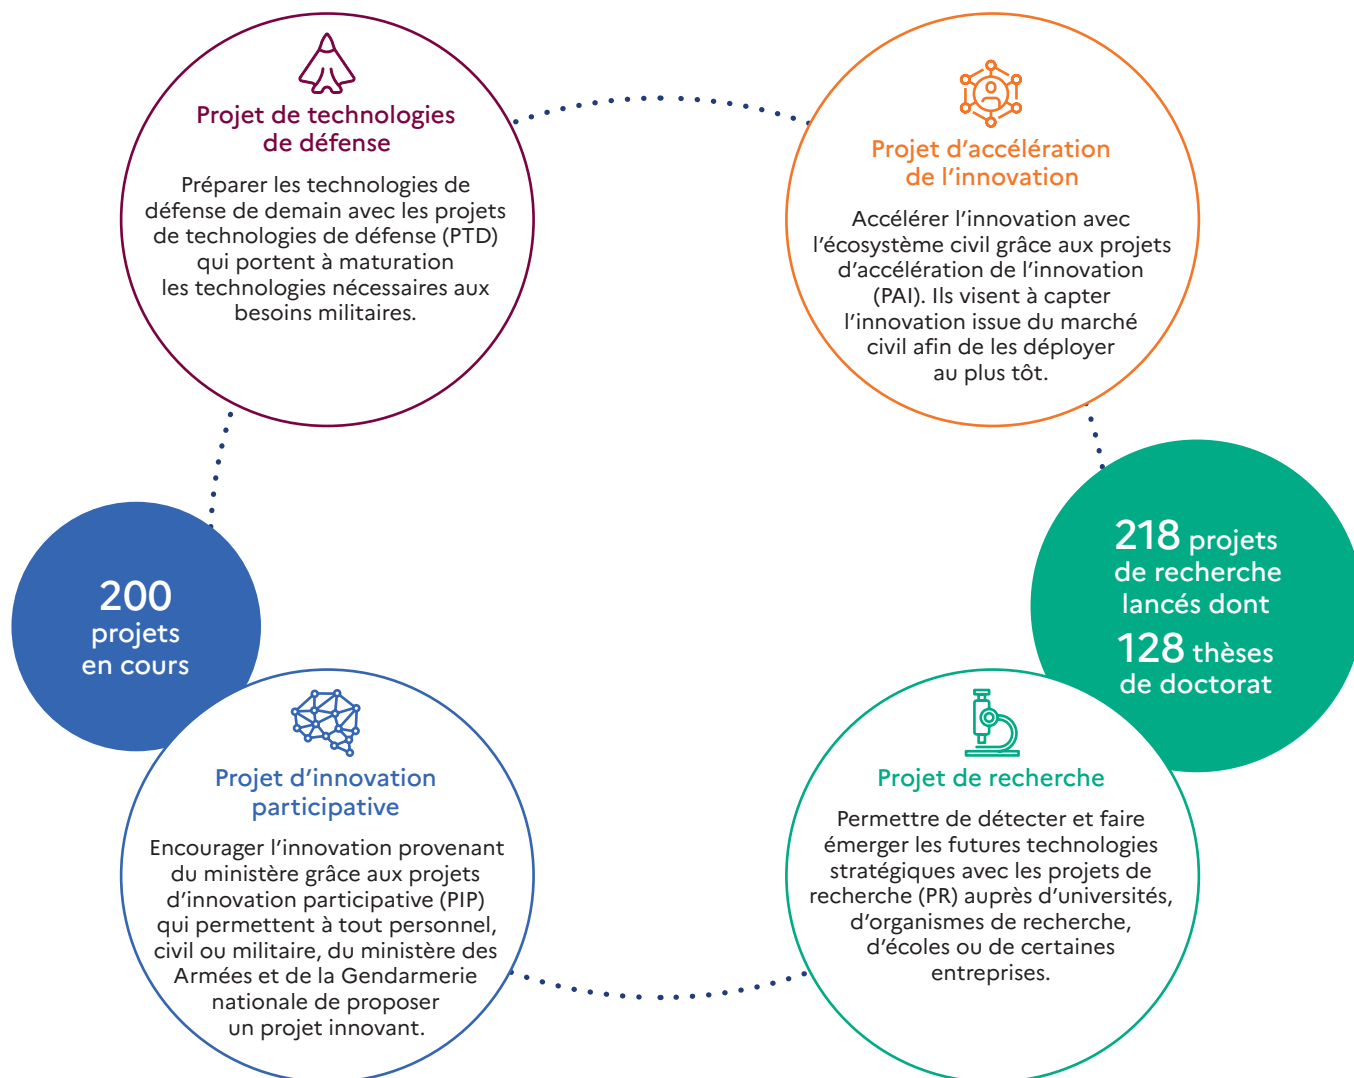 Projet de technologies
de défense
Préparer les technologies de
défense de demain avec les projets
de technologies de défense (PTD)
qui portent à maturation
les technologies nécessaires aux
besoins militaires.
Projet d’accélération
de l’innovation
Accélérer l’innovation avec
l’écosystème civil grâce aux projets
d’accélération de l’innovation
(PAI). Ils visent à capter
l’innovation issue du marché
civil afin de les déployer
au plus tôt.
200
projets
en cours
218 projets
de recherche
lancés dont
128 thèses
de doctorat
Projet d’innovation
participative
Encourager l’innovation provenant
du ministère grâce aux projets
d’innovation participative (PIP)
qui permettent à tout personnel,
civil ou militaire, du ministère des
Armées et de la Gendarmerie
nationale de proposer
un projet innovant.
Projet de recherche
Permettre de détecter et faire
émerger les futures technologies
stratégiques avec les projets de
recherche (PR) auprès d’universités,
d’organismes de recherche,
d’écoles ou de certaines
entreprises.